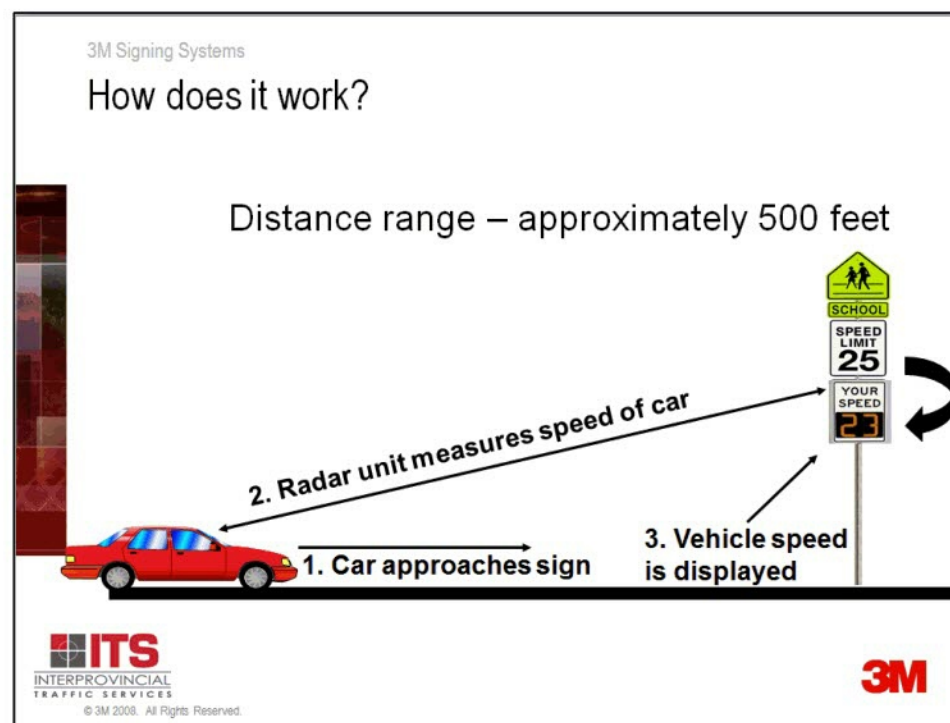 3M Signing Systems
How does it work?
Distance range – approximately 500 feet
SCHOOL
SPEED
LIMIT
25
YOUR
SPEED
23
2. Radar unit measures speed of car
1. Car approaches sign
3. Vehicle speed
is displayed
ITS
INTERPROVINCIAL
TRAFFIC SERVICES
© 3M 2008. All Rights Reserved.
3M